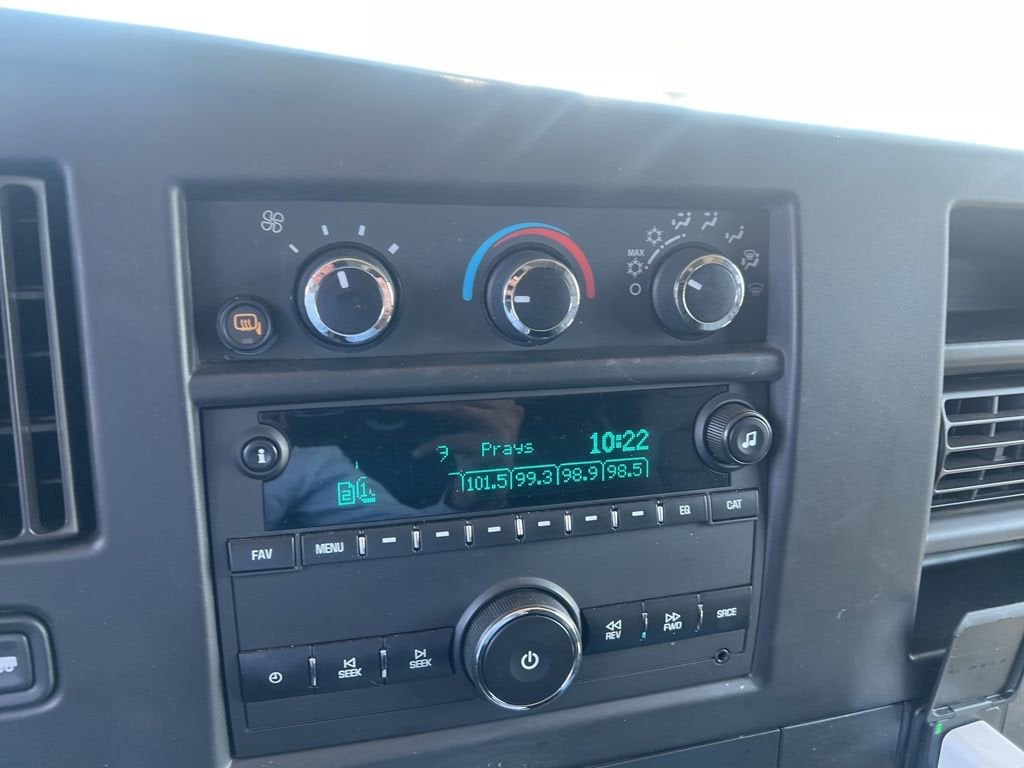 MAX
i
Prays 10:22
101.5 99.3 98.9 98.5
FAV MENU EQ CAT
REV FWD SRCE
SEEK SEEK